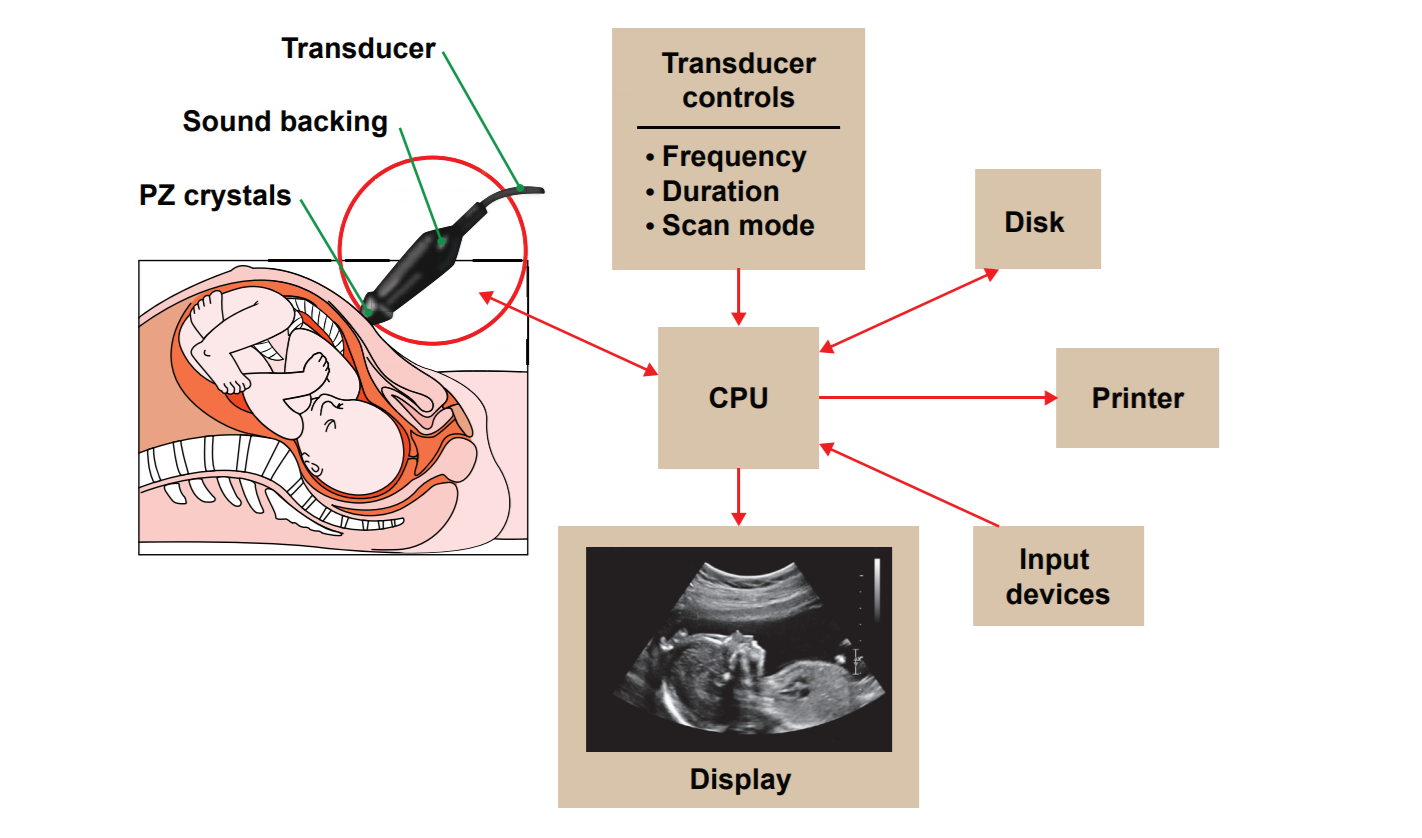 Transducer
Sound backing
PZ crystals
Transducer
controls
• Frequency
• Duration
• Scan mode
Disk
CPU
Printer
Input
devices
Display